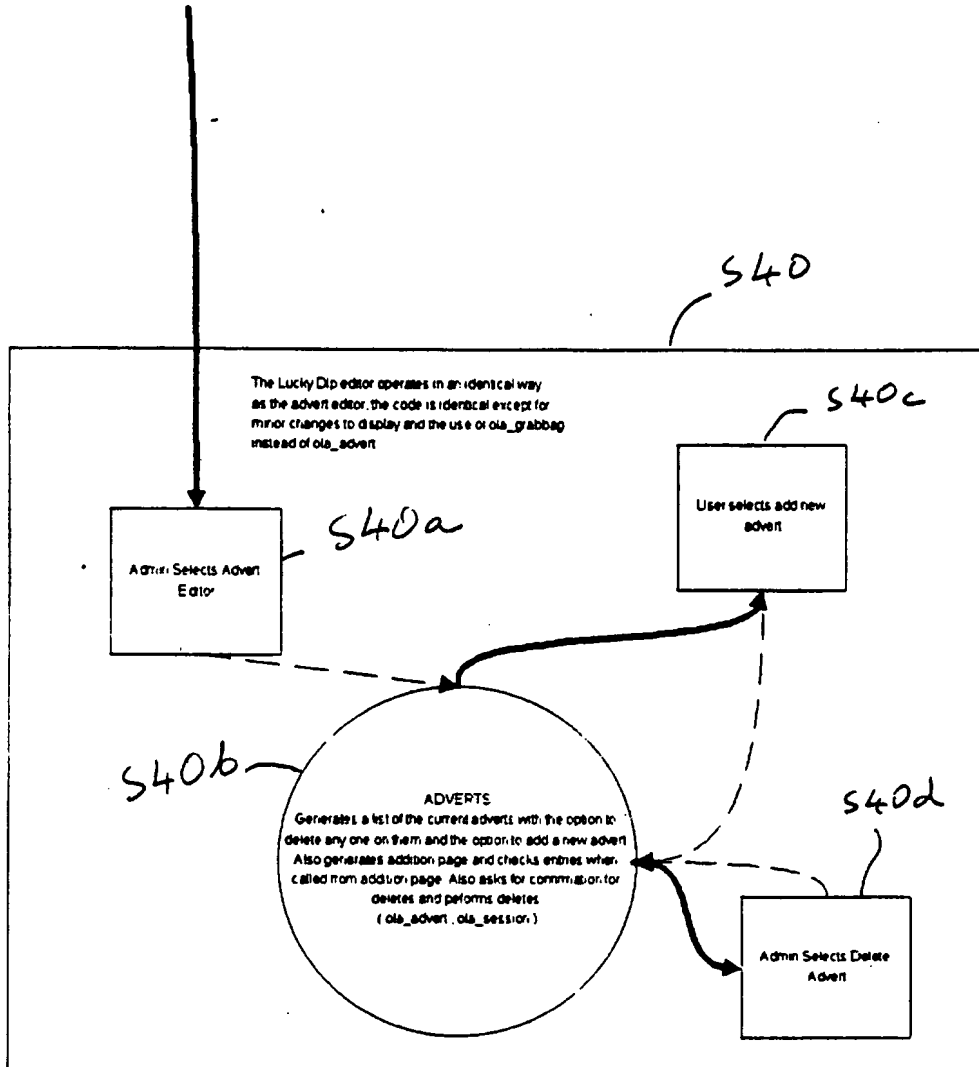 S40
The Lucky Dip editor operates in an identical way
as the advert editor, the code is identical except for
minor changes to display and the use of ola_grabbag
instead of ola_advert
S40c
User selects add new
advert
S40a
Admin Selects Advert
Editor
S40b
ADVERTS
Generates a list of the current adverts with the option to
delete any one on them and the option to add a new advert
Also generates addition page and checks entries when
called from addition page. Also asks for confirmation for
deletes and peforms deletes
( ola_advert , ola_session )
S40d
Admin Selects Delete
Advert